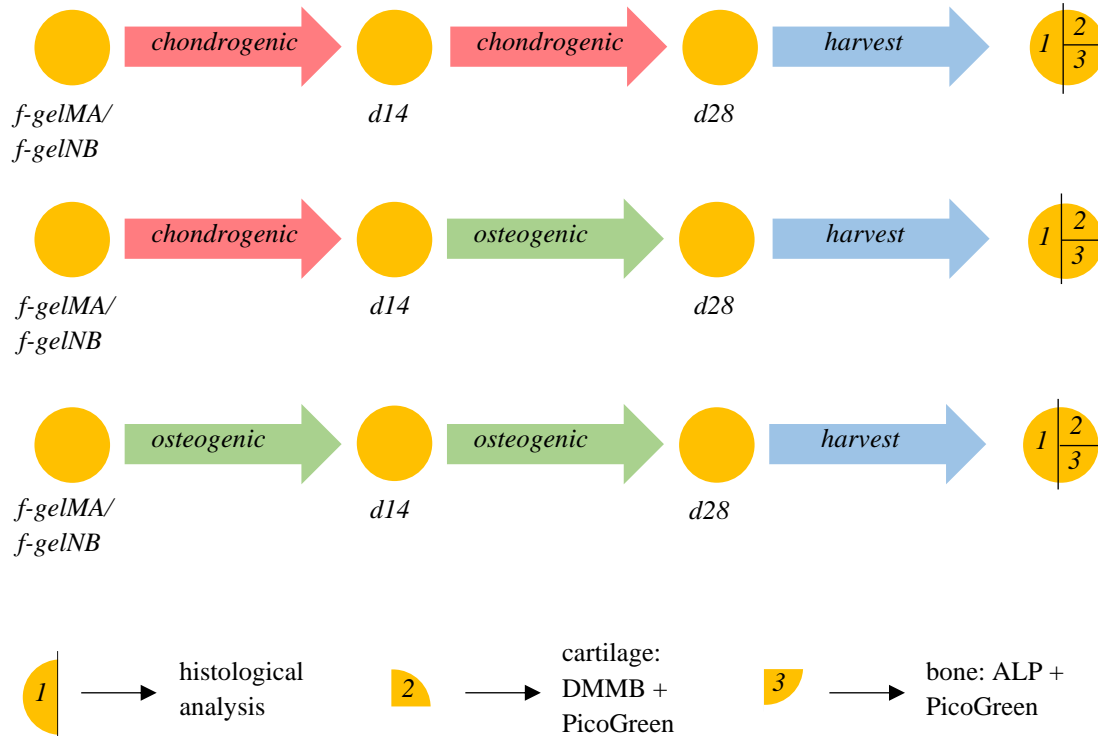 chondrogenic chondrogenic harvest 1 2
3
f-gelMA/ d14 d28
f-gelNB
chondrogenic osteogenic harvest 1 2
3
f-gelMA/ d14 d28
f-gelNB
osteogenic osteogenic harvest 1 2
3
f-gelMA/ d14 d28
f-gelNB
1
histological
analysis
2
cartilage:
DMMB +
PicoGreen
3
bone: ALP +
PicoGreen